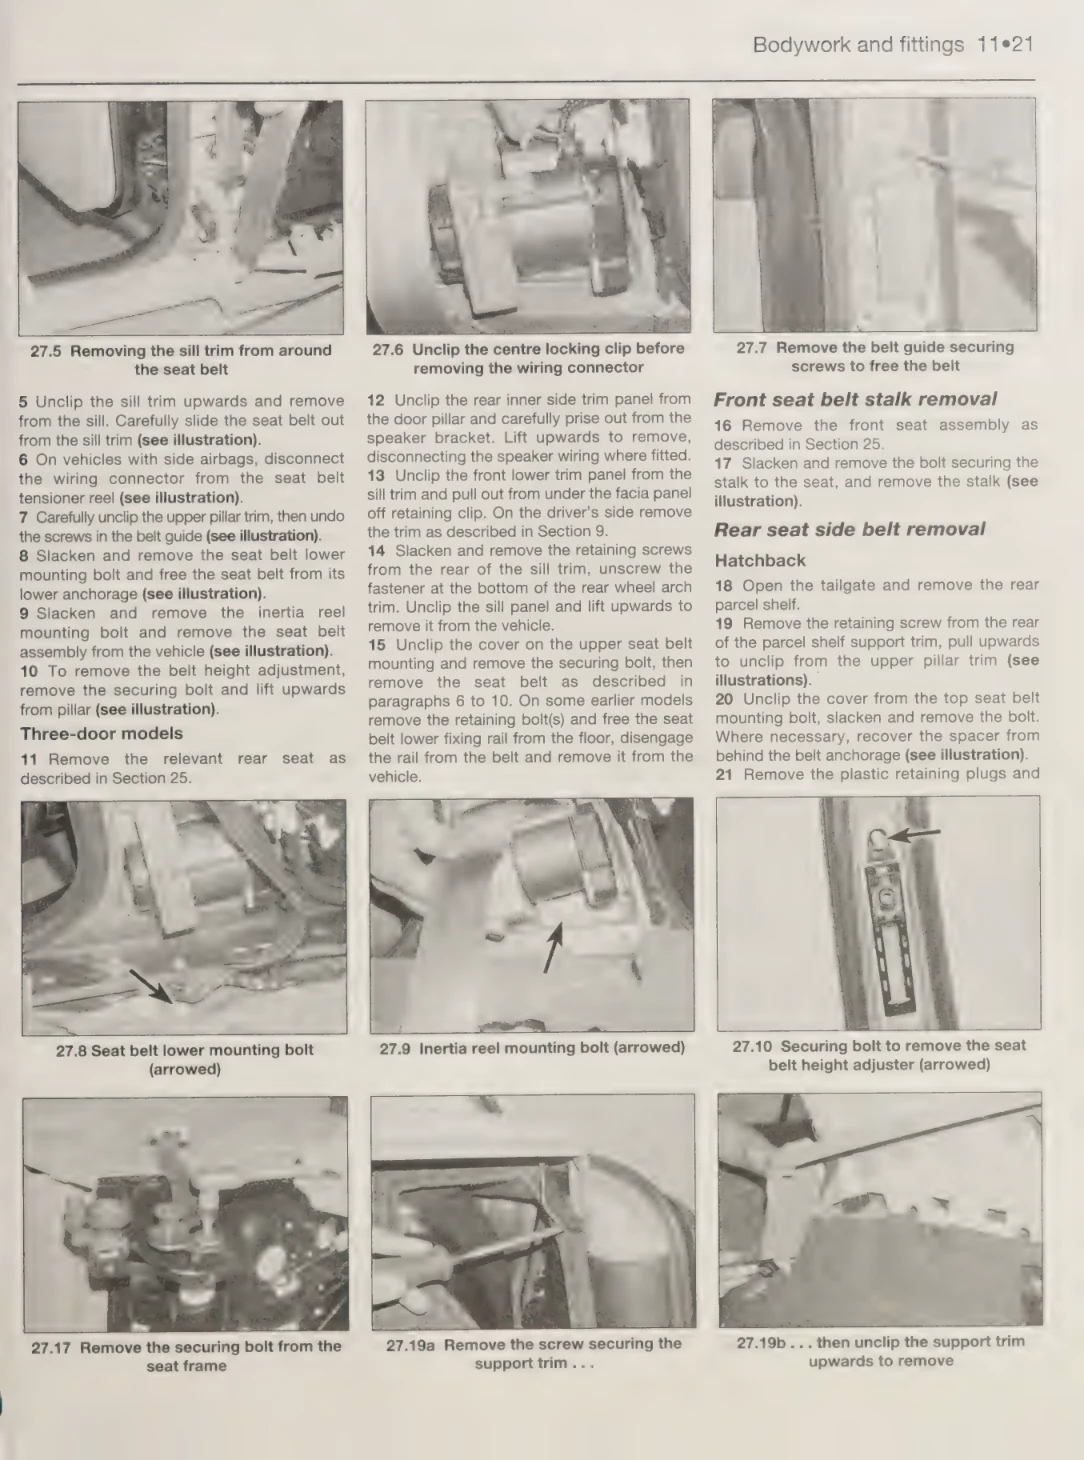 Bodywork and fittings 11•21
27.5 Removing the sill trim from around
the seat belt
27.6 Unclip the centre locking clip before
removing the wiring connector
27.7 Remove the belt guide securing
screws to free the belt
5 Unclip the sill trim upwards and remove
from the sill. Carefully slide the seat belt out
from the sill trim (see illustration).
6 On vehicles with side airbags, disconnect
the wiring connector from the seat belt
tensioner reel (see illustration).
7 Carefully unclip the upper pillar trim, then undo
the screws in the belt guide (see illustration).
8 Slacken and remove the seat belt lower
mounting bolt and free the seat belt from its
lower anchorage (see illustration).
9 Slacken and remove the inertia reel
mounting bolt and remove the seat belt
assembly from the vehicle (see illustration).
10 To remove the belt height adjustment,
remove the securing bolt and lift upwards
from pillar (see illustration).
Three-door models
11 Remove the relevant rear seat as
described in Section 25.
12 Unclip the rear inner side trim panel from
the door pillar and carefully prise out from the
speaker bracket. Lift upwards to remove,
disconnecting the speaker wiring where fitted.
13 Unclip the front lower trim panel from the
sill trim and pull out from under the facia panel
off retaining clip. On the driver's side remove
the trim as described in Section 9.
14 Slacken and remove the retaining screws
from the rear of the sill trim, unscrew the
fastener at the bottom of the rear wheel arch
trim. Unclip the sill panel and lift upwards to
remove it from the vehicle.
15 Unclip the cover on the upper seat belt
mounting and remove the securing bolt, then
remove the seat belt as described in
paragraphs 6 to 10. On some earlier models
remove the retaining bolt(s) and free the seat
belt lower fixing rail from the floor, disengage
the rail from the belt and remove it from the
vehicle.
Front seat belt stalk removal
16 Remove the front seat assembly as
described in Section 25.
17 Slacken and remove the bolt securing the
stalk to the seat, and remove the stalk (see
illustration).
Rear seat side belt removal
Hatchback
18 Open the tailgate and remove the rear
parcel shelf.
19 Remove the retaining screw from the rear
of the parcel shelf support trim, pull upwards
to unclip from the upper pillar trim (see
illustrations).
20 Unclip the cover from the top seat belt
mounting bolt, slacken and remove the bolt.
Where necessary, recover the spacer from
behind the belt anchorage (see illustration).
21 Remove the plastic retaining plugs and
27.8 Seat belt lower mounting bolt
(arrowed)
27.9 Inertia reel mounting bolt (arrowed)
27.10 Securing bolt to remove the seat
belt height adjuster (arrowed)
27.17 Remove the securing bolt from the
seat frame
27.19a Remove the screw securing the
support trim . . .
27.19b . . . then unclip the support trim
upwards to remove